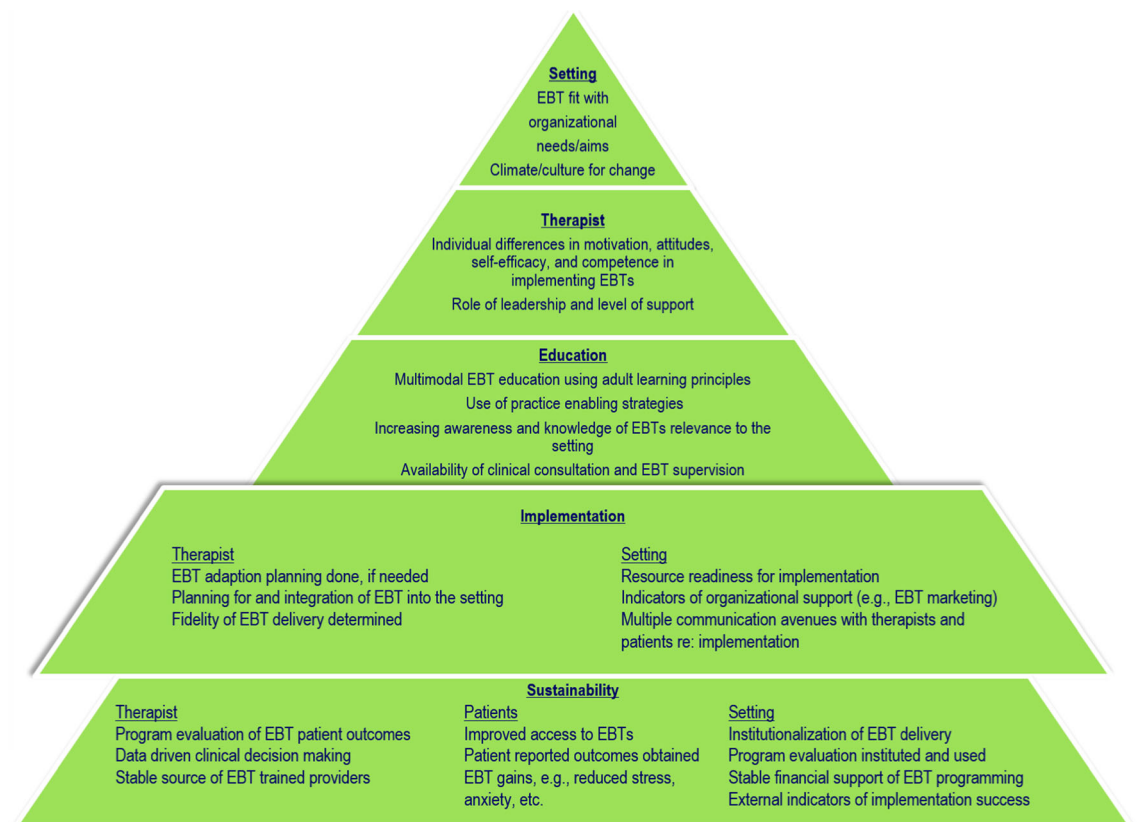 Setting
EBT fit with
organizational
needs/aims
Climate/culture for change
Therapist
Individual differences in motivation, attitudes,
self-efficacy, and competence in
implementing EBTs
Role of leadership and level of support
Education
Multimodal EBT education using adult learning principles
Use of practice enabling strategies
Increasing awareness and knowledge of EBTs relevance to the
setting
Availability of clinical consultation and EBT supervision
Implementation
Therapist
EBT adaption planning done, if needed
Planning for and integration of EBT into the setting
Fidelity of EBT delivery determined
Setting
Resource readiness for implementation
Indicators of organizational support (e.g., EBT marketing)
Multiple communication avenues with therapists and
patients re: implementation
Sustainability
Therapist
Program evaluation of EBT patient outcomes
Data driven clinical decision making
Stable source of EBT trained providers
Patients
Improved access to EBTs
Patient reported outcomes obtained
EBT gains, e.g., reduced stress,
anxiety, etc.
Setting
Institutionalization of EBT delivery
Program evaluation instituted and used
Stable financial support of EBT programming
External indicators of implementation success